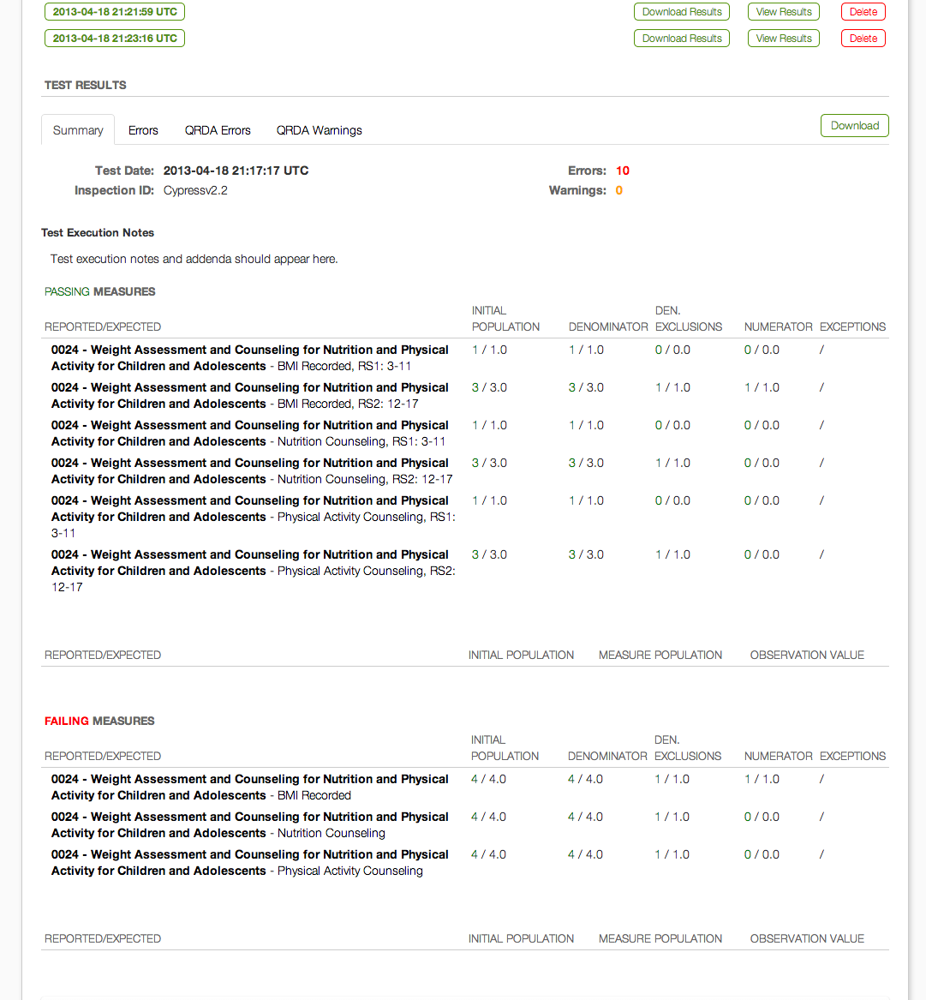 2013-04-18 21:21:59 UTC Download Results View Results Delete
2013-04-18 21:23:16 UTC Download Results View Results Delete
TEST RESULTS
Summary Errors QRDA Errors QRDA Warnings Download
Test Date: 2013-04-18 21:17:17 UTC Errors: 10
Inspection ID: Cypressv2.2 Warnings: 0
Test Execution Notes
Test execution notes and addenda should appear here.
PASSING MEASURES
INITIAL DEN.
REPORTED/EXPECTED POPULATION DENOMINATOR EXCLUSIONS NUMERATOR EXCEPTIONS
0024 - Weight Assessment and Counseling for Nutrition and Physical 1 / 1.0 1 / 1.0 0 / 0.0 0 / 0.0 /
Activity for Children and Adolescents - BMI Recorded, RS1: 3-11
0024 - Weight Assessment and Counseling for Nutrition and Physical 3 / 3.0 3 / 3.0 1 / 1.0 1 / 1.0 /
Activity for Children and Adolescents - BMI Recorded, RS2: 12-17
0024 - Weight Assessment and Counseling for Nutrition and Physical 1 / 1.0 1 / 1.0 0 / 0.0 0 / 0.0 /
Activity for Children and Adolescents - Nutrition Counseling, RS1: 3-11
0024 - Weight Assessment and Counseling for Nutrition and Physical 3 / 3.0 3 / 3.0 1 / 1.0 0 / 0.0 /
Activity for Children and Adolescents - Nutrition Counseling, RS2: 12-17
0024 - Weight Assessment and Counseling for Nutrition and Physical 1 / 1.0 1 / 1.0 0 / 0.0 0 / 0.0 /
Activity for Children and Adolescents - Physical Activity Counseling, RS1:
3-11
0024 - Weight Assessment and Counseling for Nutrition and Physical 3 / 3.0 3 / 3.0 1 / 1.0 0 / 0.0 /
Activity for Children and Adolescents - Physical Activity Counseling, RS2:
12-17
REPORTED/EXPECTED INITIAL POPULATION MEASURE POPULATION OBSERVATION VALUE
FAILING MEASURES
INITIAL DEN.
REPORTED/EXPECTED POPULATION DENOMINATOR EXCLUSIONS NUMERATOR EXCEPTIONS
0024 - Weight Assessment and Counseling for Nutrition and Physical 4 / 4.0 4 / 4.0 1 / 1.0 1 / 1.0 /
Activity for Children and Adolescents - BMI Recorded
0024 - Weight Assessment and Counseling for Nutrition and Physical 4 / 4.0 4 / 4.0 1 / 1.0 0 / 0.0 /
Activity for Children and Adolescents - Nutrition Counseling
0024 - Weight Assessment and Counseling for Nutrition and Physical 4 / 4.0 4 / 4.0 1 / 1.0 0 / 0.0 /
Activity for Children and Adolescents - Physical Activity Counseling
REPORTED/EXPECTED INITIAL POPULATION MEASURE POPULATION OBSERVATION VALUE